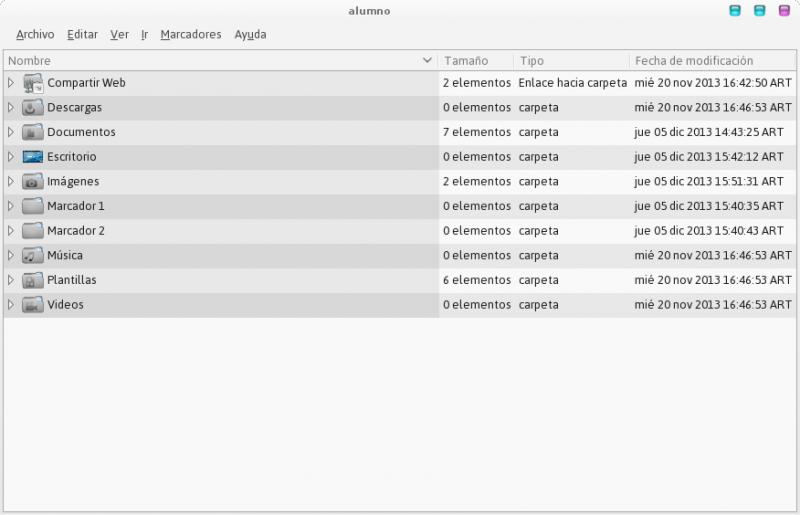 alumno
Archivo Editar Ver Ir Marcadores Ayuda
Nombre Tamaño Tipo Fecha de modificación
Compartir Web 2 elementos Enlace hacia carpeta mié 20 nov 2013 16:42:50 ART
Descargas 0 elementos carpeta mié 20 nov 2013 16:46:53 ART
Documentos 7 elementos carpeta jue 05 dic 2013 14:43:25 ART
Escritorio 0 elementos carpeta jue 05 dic 2013 15:42:12 ART
Imágenes 2 elementos carpeta jue 05 dic 2013 15:51:31 ART
Marcador 1 0 elementos carpeta jue 05 dic 2013 15:40:35 ART
Marcador 2 0 elementos carpeta jue 05 dic 2013 15:40:43 ART
Música 0 elementos carpeta mié 20 nov 2013 16:46:53 ART
Plantillas 6 elementos carpeta mié 20 nov 2013 16:46:53 ART
Videos 0 elementos carpeta mié 20 nov 2013 16:46:53 ART